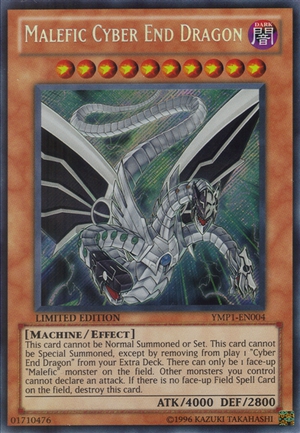 MALEFIC CYBER END DRAGON
DARK
闇
LIMITED EDITION
YMP1-EN004
[MACHINE / EFFECT]
This card cannot be Normal Summoned or Set. This card cannot
be Special Summoned, except by removing from play 1 "Cyber
End Dragon" from your Extra Deck. There can only be 1 face-up
"Malefic" monster on the field. Other monsters you control
cannot declare an attack. If there is no face-up Field Spell Card
on the field, destroy this card.
ATK/4000 DEF/2800
01710476
©1996 KAZUKI TAKAHASHI